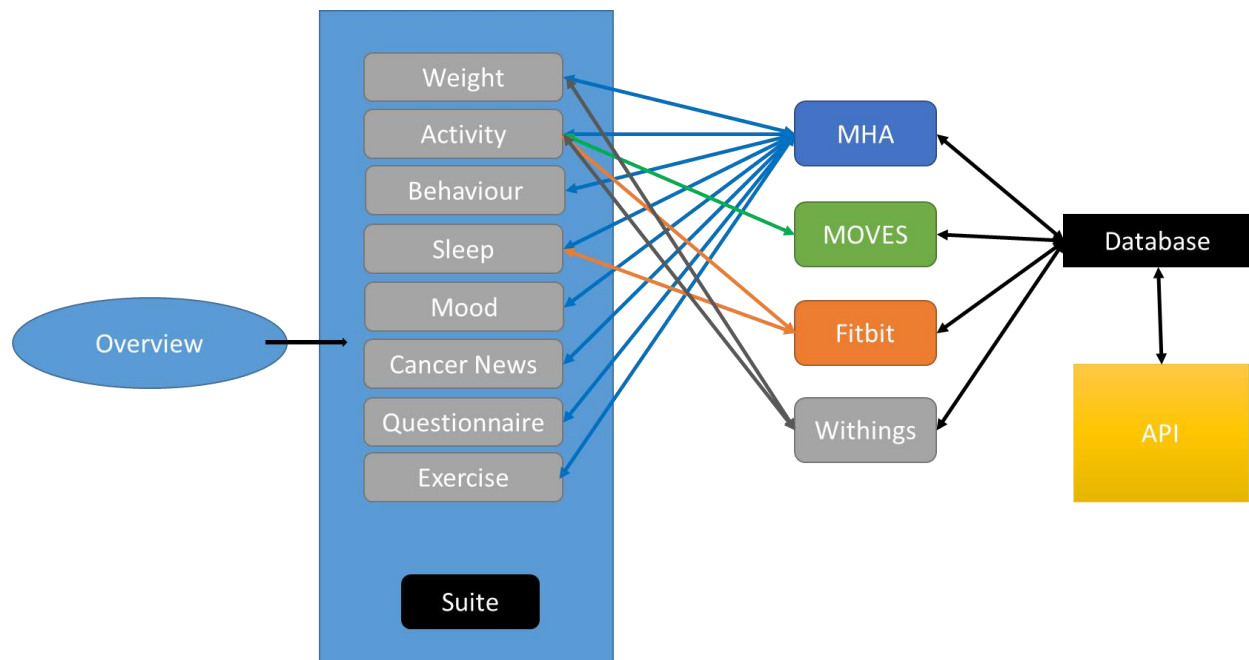 Overview
Weight
Activity
Behaviour
Sleep
Mood
Cancer News
Questionnaire
Exercise
Suite
MHA
MOVES
Fitbit
Withings
Database
API